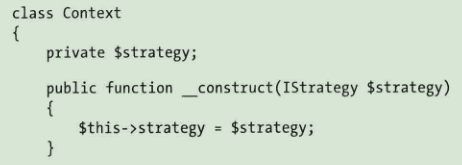 class Context
{
    private $strategy;
    public function __construct(IStrategy $strategy)
    {
        $this->strategy = $strategy;
    }